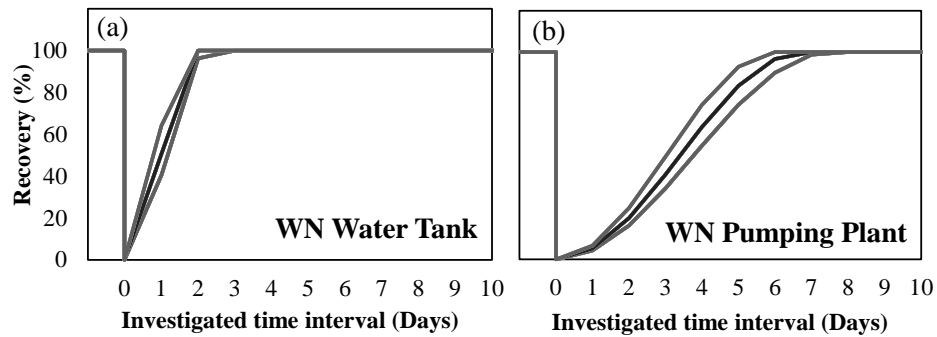 (a)
100
80
60
40
20
0
Recovery (%)
WN Water Tank
0 1 2 3 4 5 6 7 8 9 10
Investigated time interval (Days)
(b)
WN Pumping Plant
0 1 2 3 4 5 6 7 8 9 10
Investigated time interval (Days)